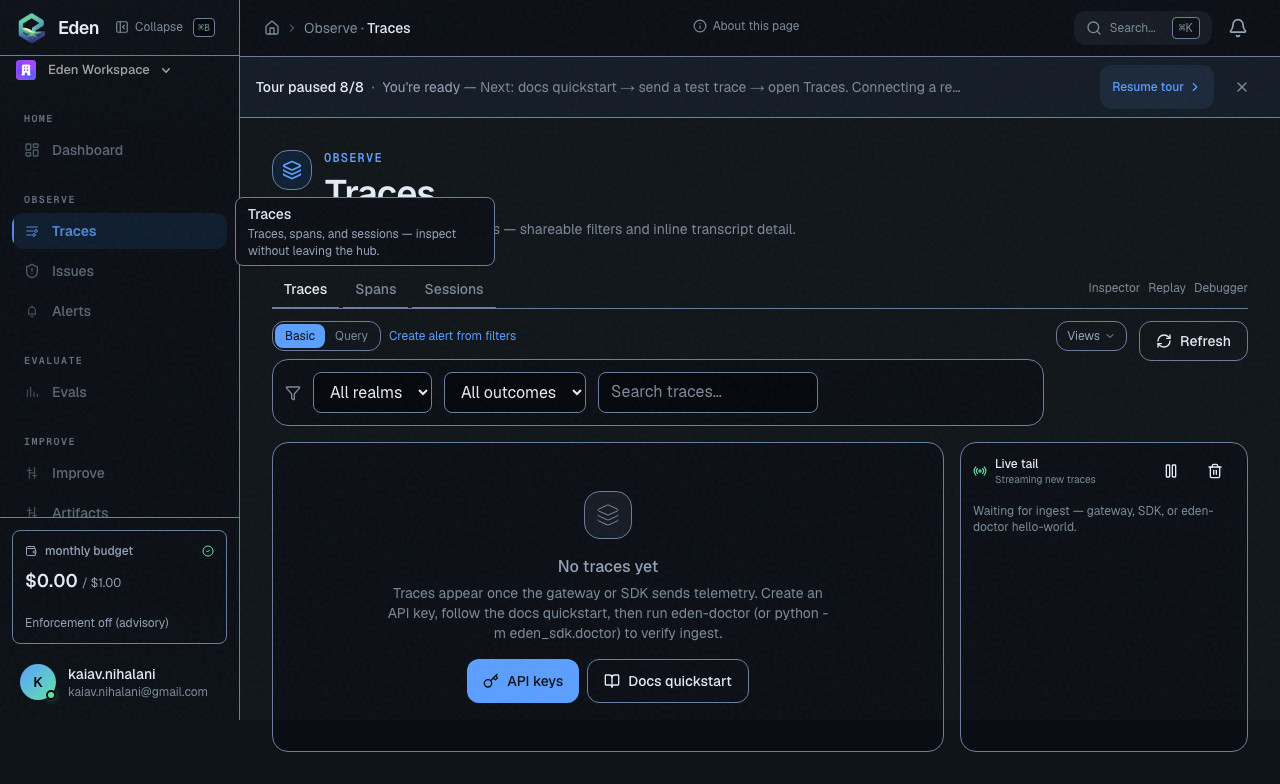 Eden
Collapse
⌘B
Eden Workspace
HOME
Dashboard
OBSERVE
Traces
Issues
Alerts
EVALUATE
Evals
IMPROVE
Improve
Artifacts
monthly budget
$0.00 / $1.00
Enforcement off (advisory)
K
kaiav.nihalani
kaiav.nihalani@gmail.com
Observe · Traces
About this page
Search...
⌘K
Tour paused 8/8 · You're ready — Next: docs quickstart → send a test trace → open Traces. Connecting a re…
Resume tour
OBSERVE
Traces
Traces
Traces, spans, and sessions — inspect
without leaving the hub.
s — shareable filters and inline transcript detail.
Traces
Spans
Sessions
Inspector
Replay
Debugger
Basic
Query
Create alert from filters
Views
Refresh
All realms
All outcomes
Search traces...
No traces yet
Traces appear once the gateway or SDK sends telemetry. Create an
API key, follow the docs quickstart, then run eden-doctor (or python -
m eden_sdk.doctor) to verify ingest.
API keys
Docs quickstart
Live tail
Streaming new traces
Waiting for ingest — gateway, SDK, or eden-
doctor hello-world.